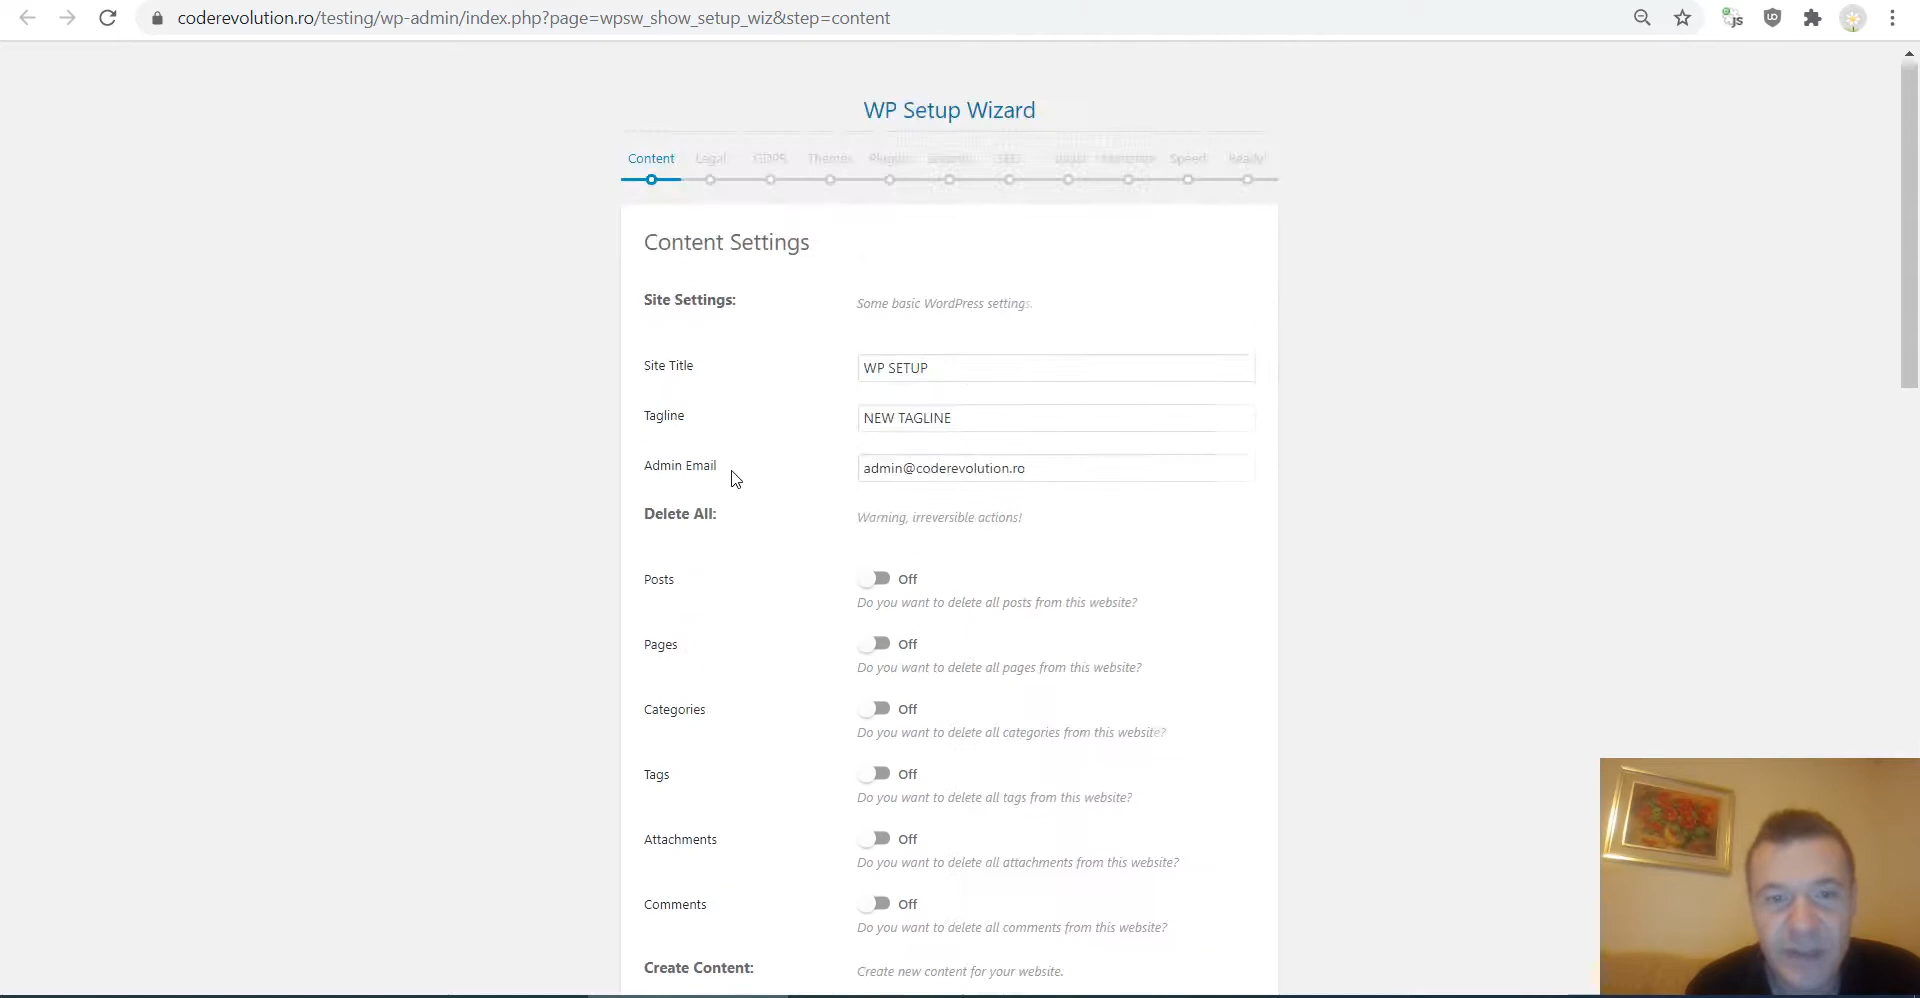 coderevolution.ro/testing/wp-admin/index.php?page=wpsw_show_setup_wiz&step=content
WP Setup Wizard
Content Legal GDPR Themes Plugins Speed Ready!
Content Settings
Site Settings: Some basic WordPress settings.
Site Title WP SETUP
Tagline NEW TAGLINE
Admin Email admin@coderevolution.ro
Delete All: Warning, irreversible actions!
Posts Off
Do you want to delete all posts from this website?
Pages Off
Do you want to delete all pages from this website?
Categories Off
Do you want to delete all categories from this website?
Tags Off
Do you want to delete all tags from this website?
Attachments Off
Do you want to delete all attachments from this website?
Comments Off
Do you want to delete all comments from this website?
Create Content: Create new content for your website.